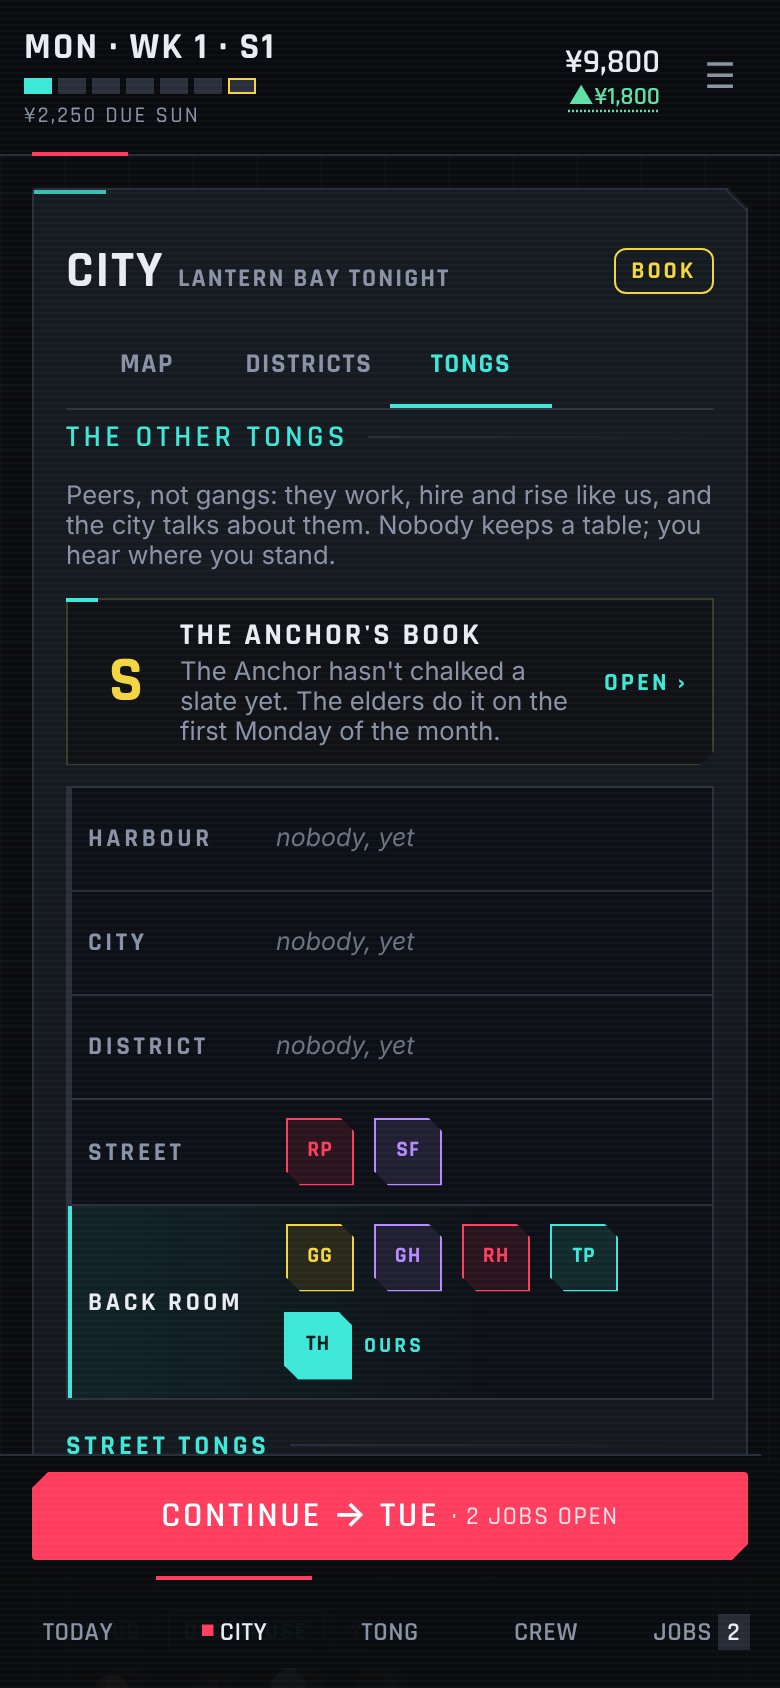 MON · WK 1 · S1
¥2,250 DUE SUN
¥9,800
▲¥1,800
☰
CITY LANTERN BAY TONIGHT
BOOK
MAP DISTRICTS TONGS
THE OTHER TONGS
Peers, not gangs: they work, hire and rise like us, and
the city talks about them. Nobody keeps a table; you
hear where you stand.
S
THE ANCHOR'S BOOK
The Anchor hasn't chalked a
slate yet. The elders do it on the
first Monday of the month.
OPEN ›
HARBOUR nobody, yet
CITY nobody, yet
DISTRICT nobody, yet
STREET RP SF
BACK ROOM GG GH RH TP
TH OURS
STREET TONGS
CONTINUE → TUE · 2 JOBS OPEN
TODAY CITY TONG CREW JOBS 2